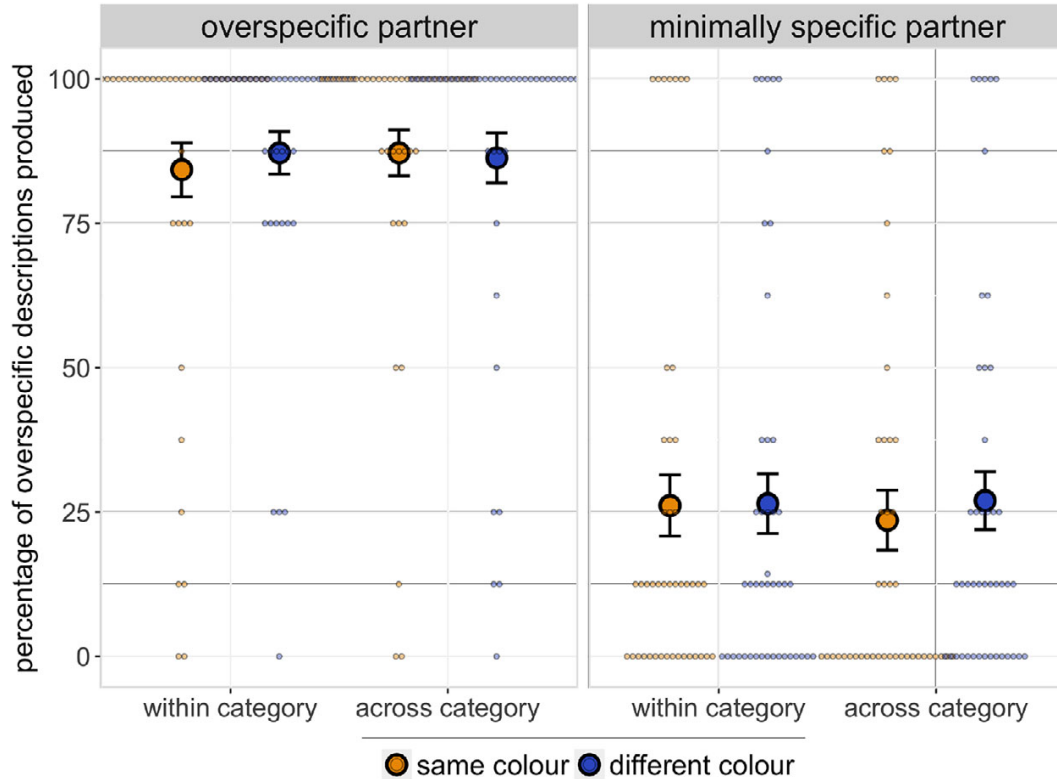 overspecific partner
minimally specific partner
percentage of overspecific descriptions produced
100
75
50
25
0
within category
across category
within category
across category
same colour
different colour